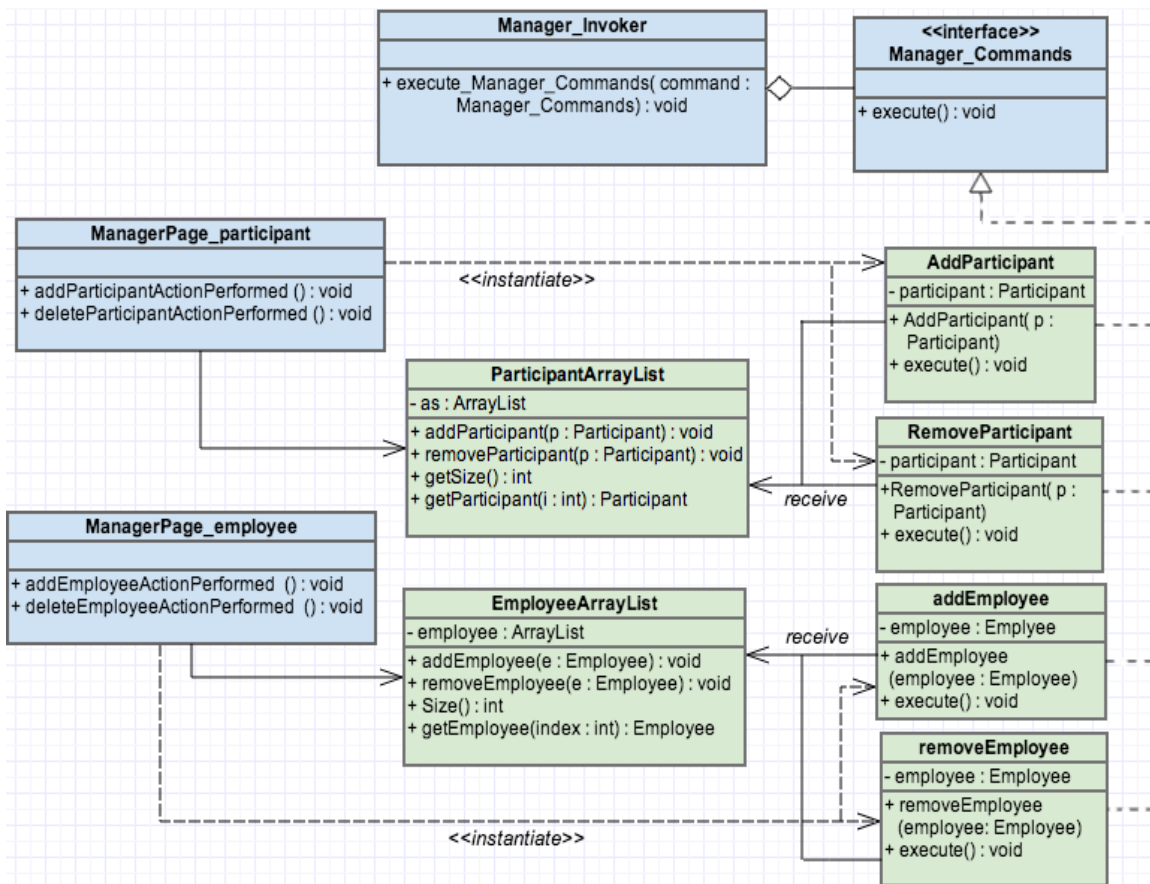 Manager_Invoker
+ execute_Manager_Commands( command :
Manager_Commands) : void
<<interface>>
Manager_Commands
+ execute() : void
ManagerPage_participant
+ addParticipantActionPerformed () : void
+ deleteParticipantActionPerformed () : void
<<instantiate>>
AddParticipant
- participant : Participant
+ AddParticipant( p :
Participant)
+ execute() : void
ParticipantArrayList
- as : ArrayList
+ addParticipant(p : Participant) : void
+ removeParticipant(p : Participant) : void
+ getSize() : int
+ getParticipant(i : int) : Participant
receive
RemoveParticipant
- participant : Participant
+RemoveParticipant( p :
Participant)
+ execute() : void
ManagerPage_employee
+ addEmployeeActionPerformed () : void
+ deleteEmployeeActionPerformed () : void
EmployeeArrayList
- employee : ArrayList
+ addEmployee(e : Employee) : void
+ removeEmployee(e : Employee) : void
+ Size() : int
+ getEmployee(index : int) : Employee
receive
addEmployee
- employee : Emplyee
+ addEmployee
(employee : Employee)
+ execute() : void
removeEmployee
- employee : Employee
+ removeEmployee
(employee: Employee)
+ execute() : void
<<instantiate>>